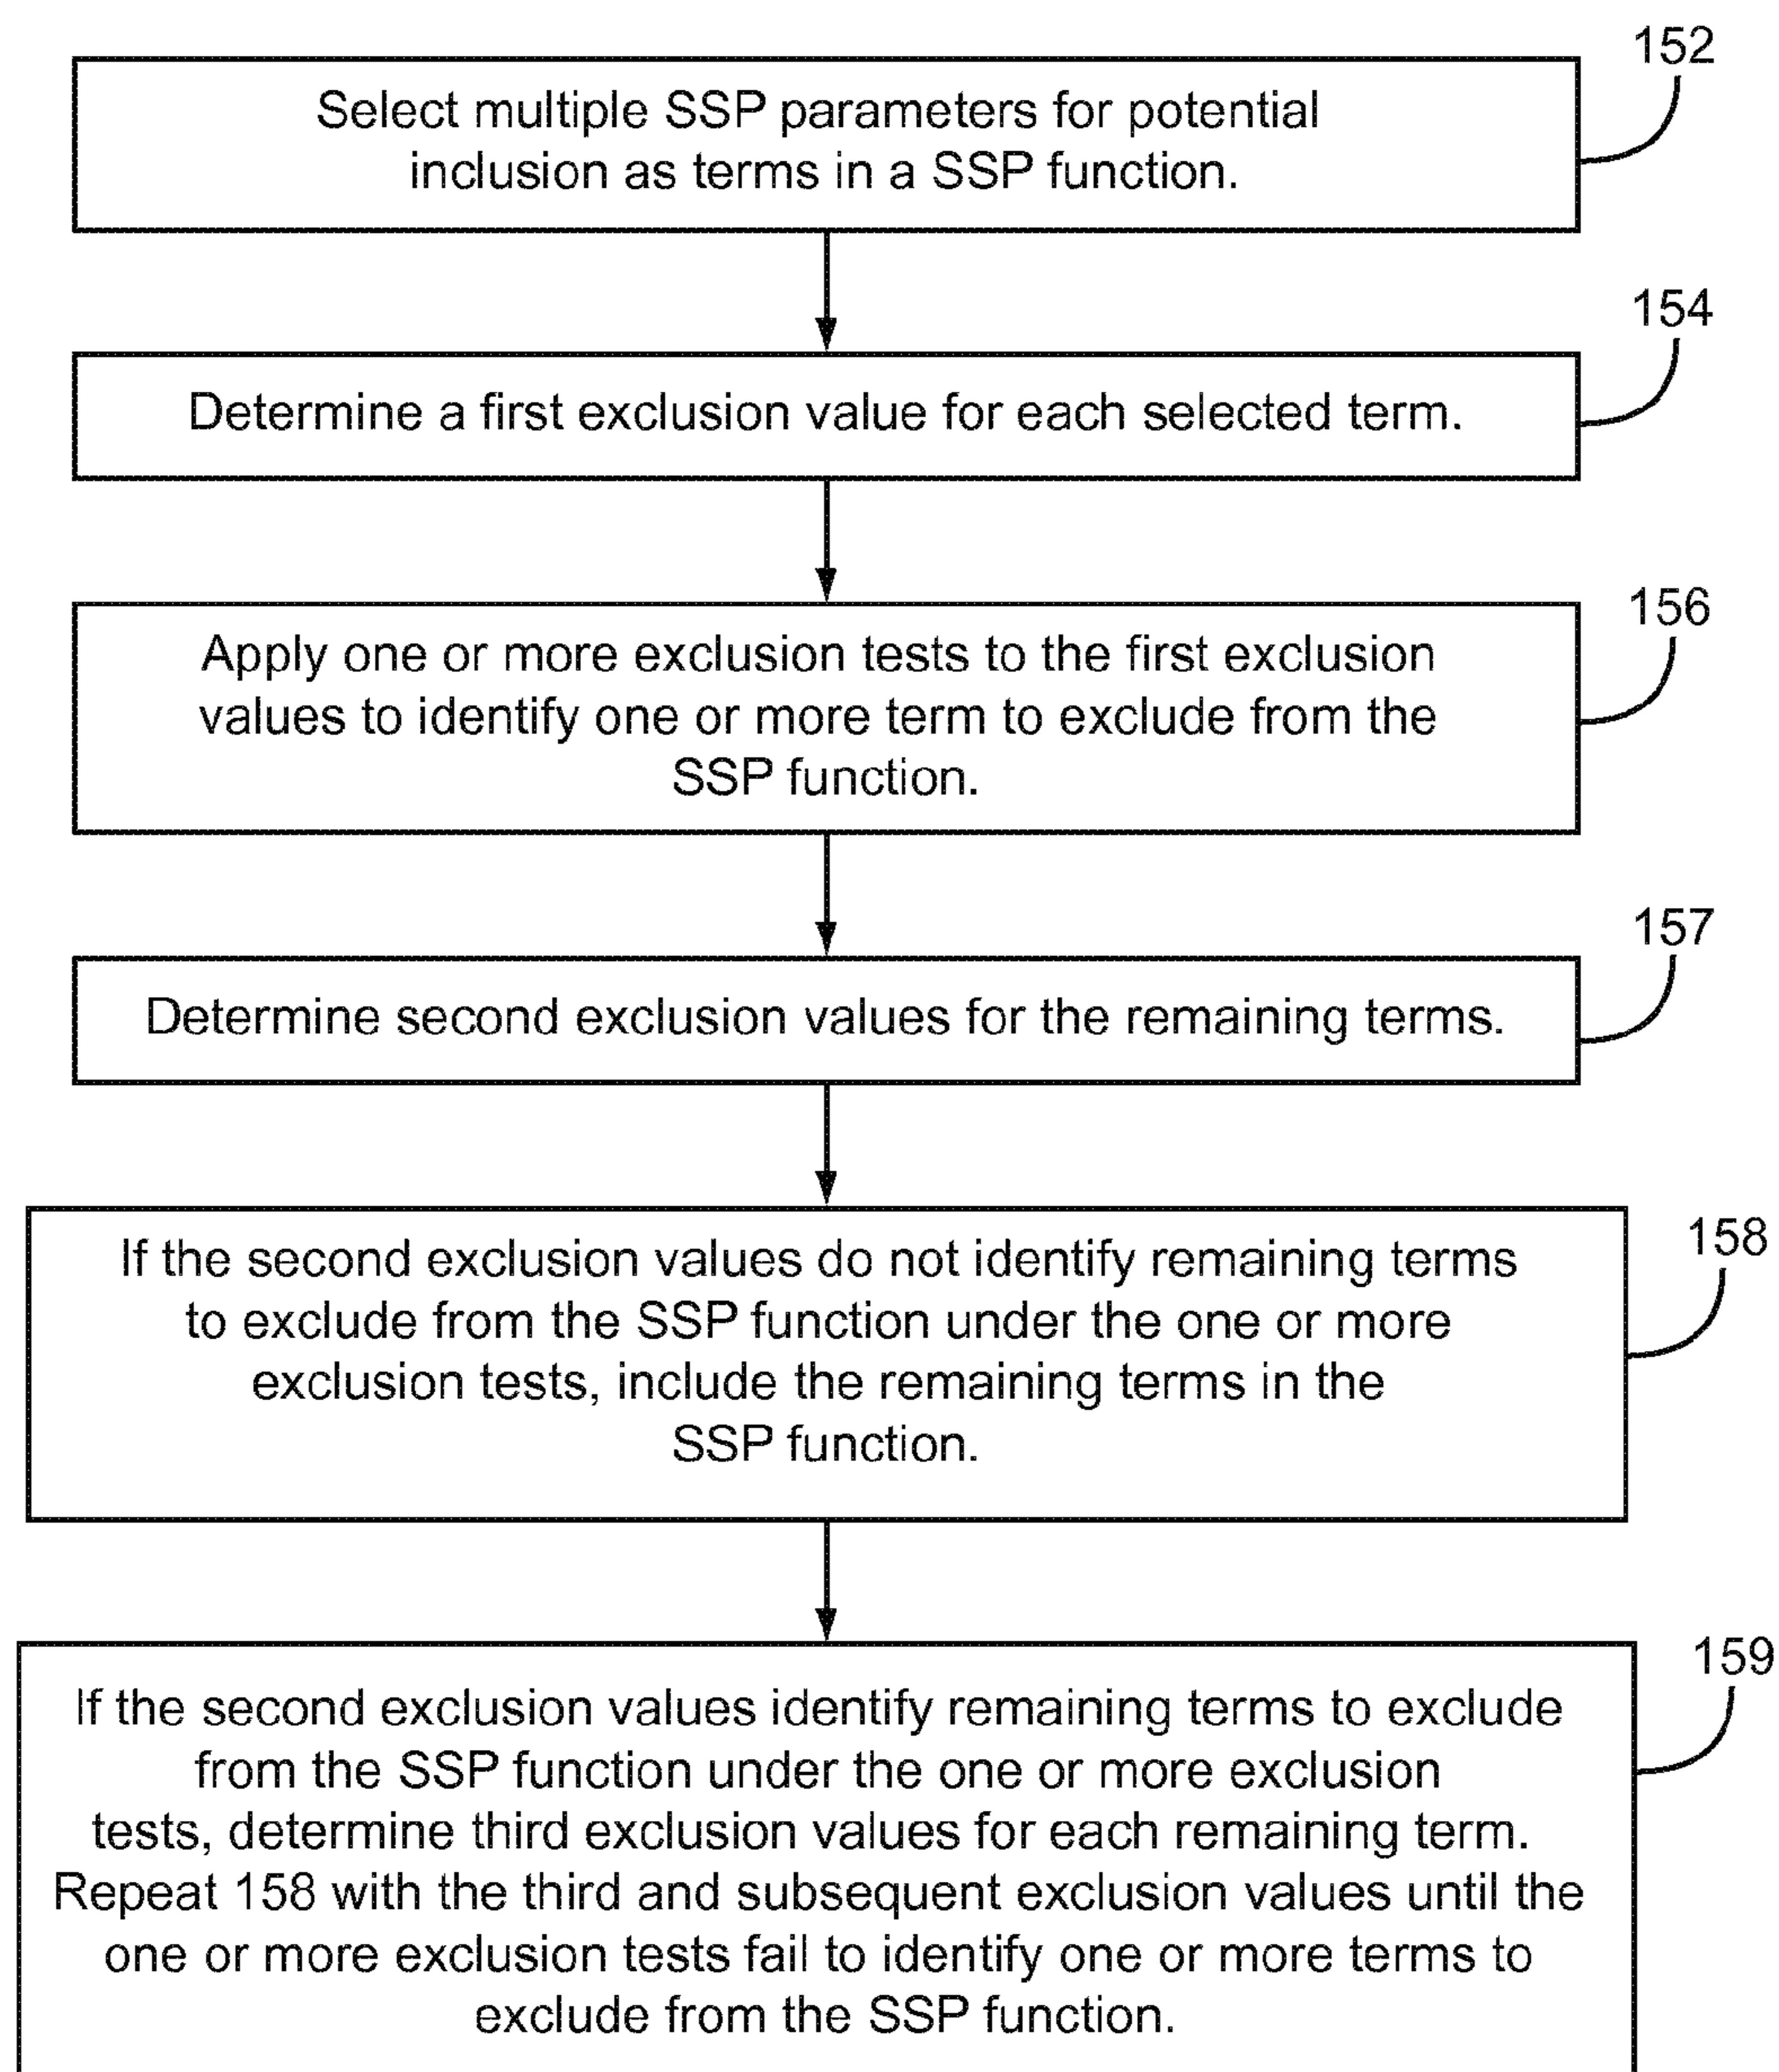 152
Select multiple SSP parameters for potential
inclusion as terms in a SSP function.
154
Determine a first exclusion value for each selected term.
156
Apply one or more exclusion tests to the first exclusion
values to identify one or more term to exclude from the
SSP function.
157
Determine second exclusion values for the remaining terms.
158
If the second exclusion values do not identify remaining terms
to exclude from the SSP function under the one or more
exclusion tests, include the remaining terms in the
SSP function.
159
If the second exclusion values identify remaining terms to exclude
from the SSP function under the one or more exclusion
tests, determine third exclusion values for each remaining term.
Repeat 158 with the third and subsequent exclusion values until the
one or more exclusion tests fail to identify one or more terms to
exclude from the SSP function.